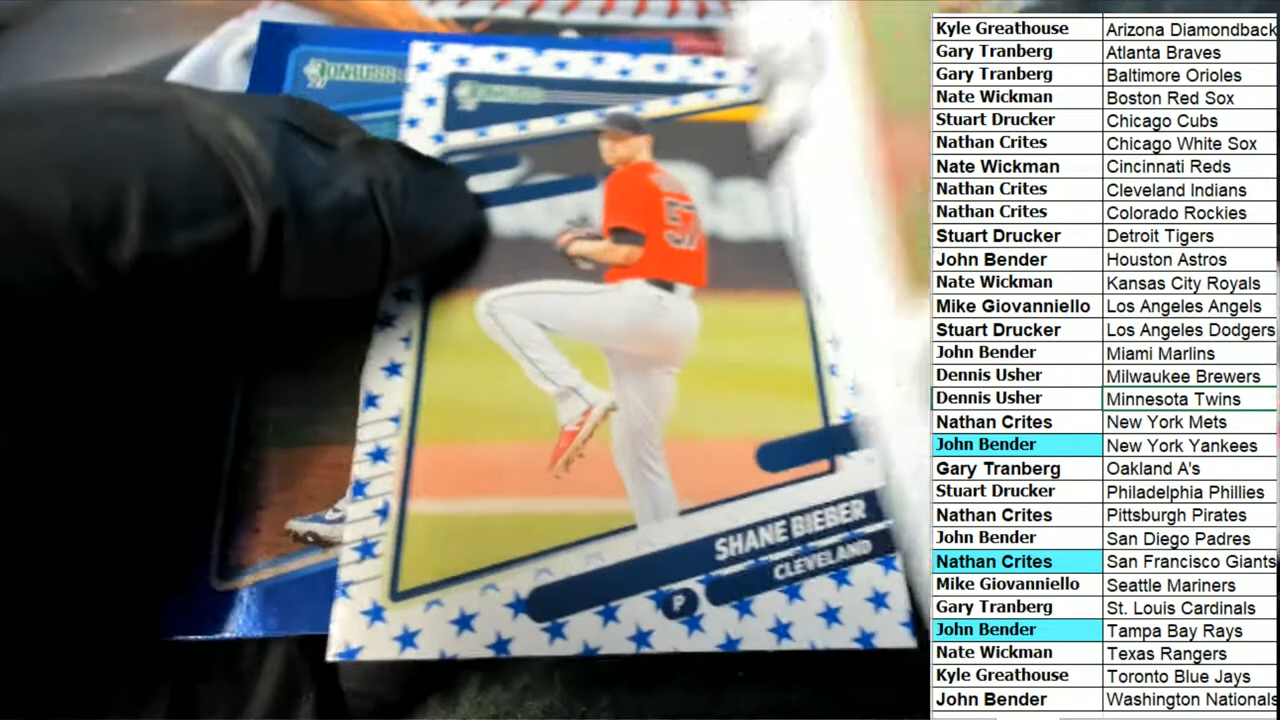 DONRUSS
DONRUSS
57
SHANE BIEBER
CLEVELAND
P
Kyle Greathouse Arizona Diamondback
Gary Tranberg Atlanta Braves
Gary Tranberg Baltimore Orioles
Nate Wickman Boston Red Sox
Stuart Drucker Chicago Cubs
Nathan Crites Chicago White Sox
Nate Wickman Cincinnati Reds
Nathan Crites Cleveland Indians
Nathan Crites Colorado Rockies
Stuart Drucker Detroit Tigers
John Bender Houston Astros
Nate Wickman Kansas City Royals
Mike Giovanniello Los Angeles Angels
Stuart Drucker Los Angeles Dodgers
John Bender Miami Marlins
Dennis Usher Milwaukee Brewers
Dennis Usher Minnesota Twins
Nathan Crites New York Mets
John Bender New York Yankees
Gary Tranberg Oakland A's
Stuart Drucker Philadelphia Phillies
Nathan Crites Pittsburgh Pirates
John Bender San Diego Padres
Nathan Crites San Francisco Giants
Mike Giovanniello Seattle Mariners
Gary Tranberg St. Louis Cardinals
John Bender Tampa Bay Rays
Nate Wickman Texas Rangers
Kyle Greathouse Toronto Blue Jays
John Bender Washington Nationals